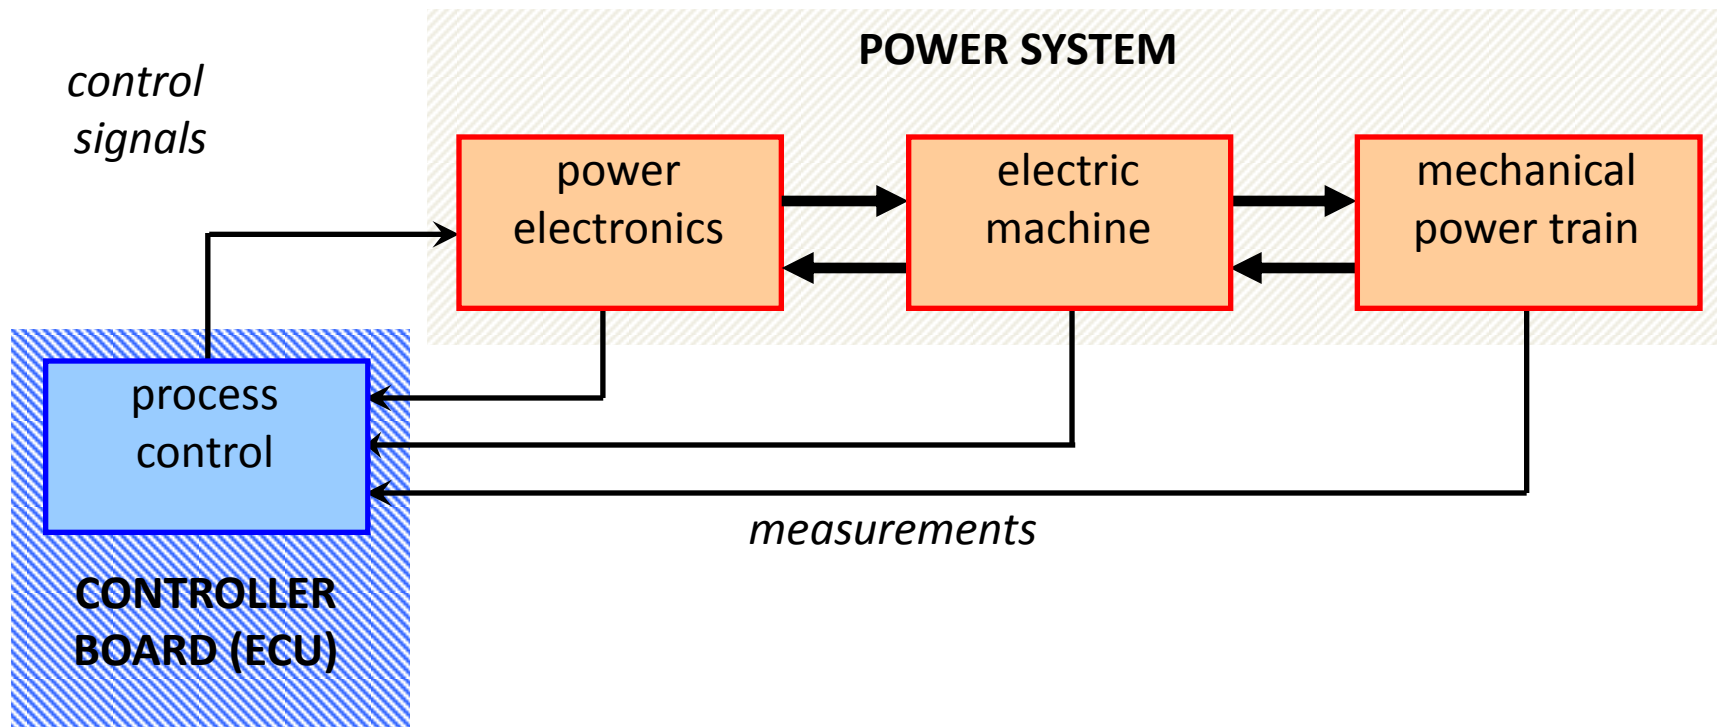 POWER SYSTEM
control
signals
power
electronics
electric
machine
mechanical
power train
process
control
measurements
CONTROLLER
BOARD (ECU)